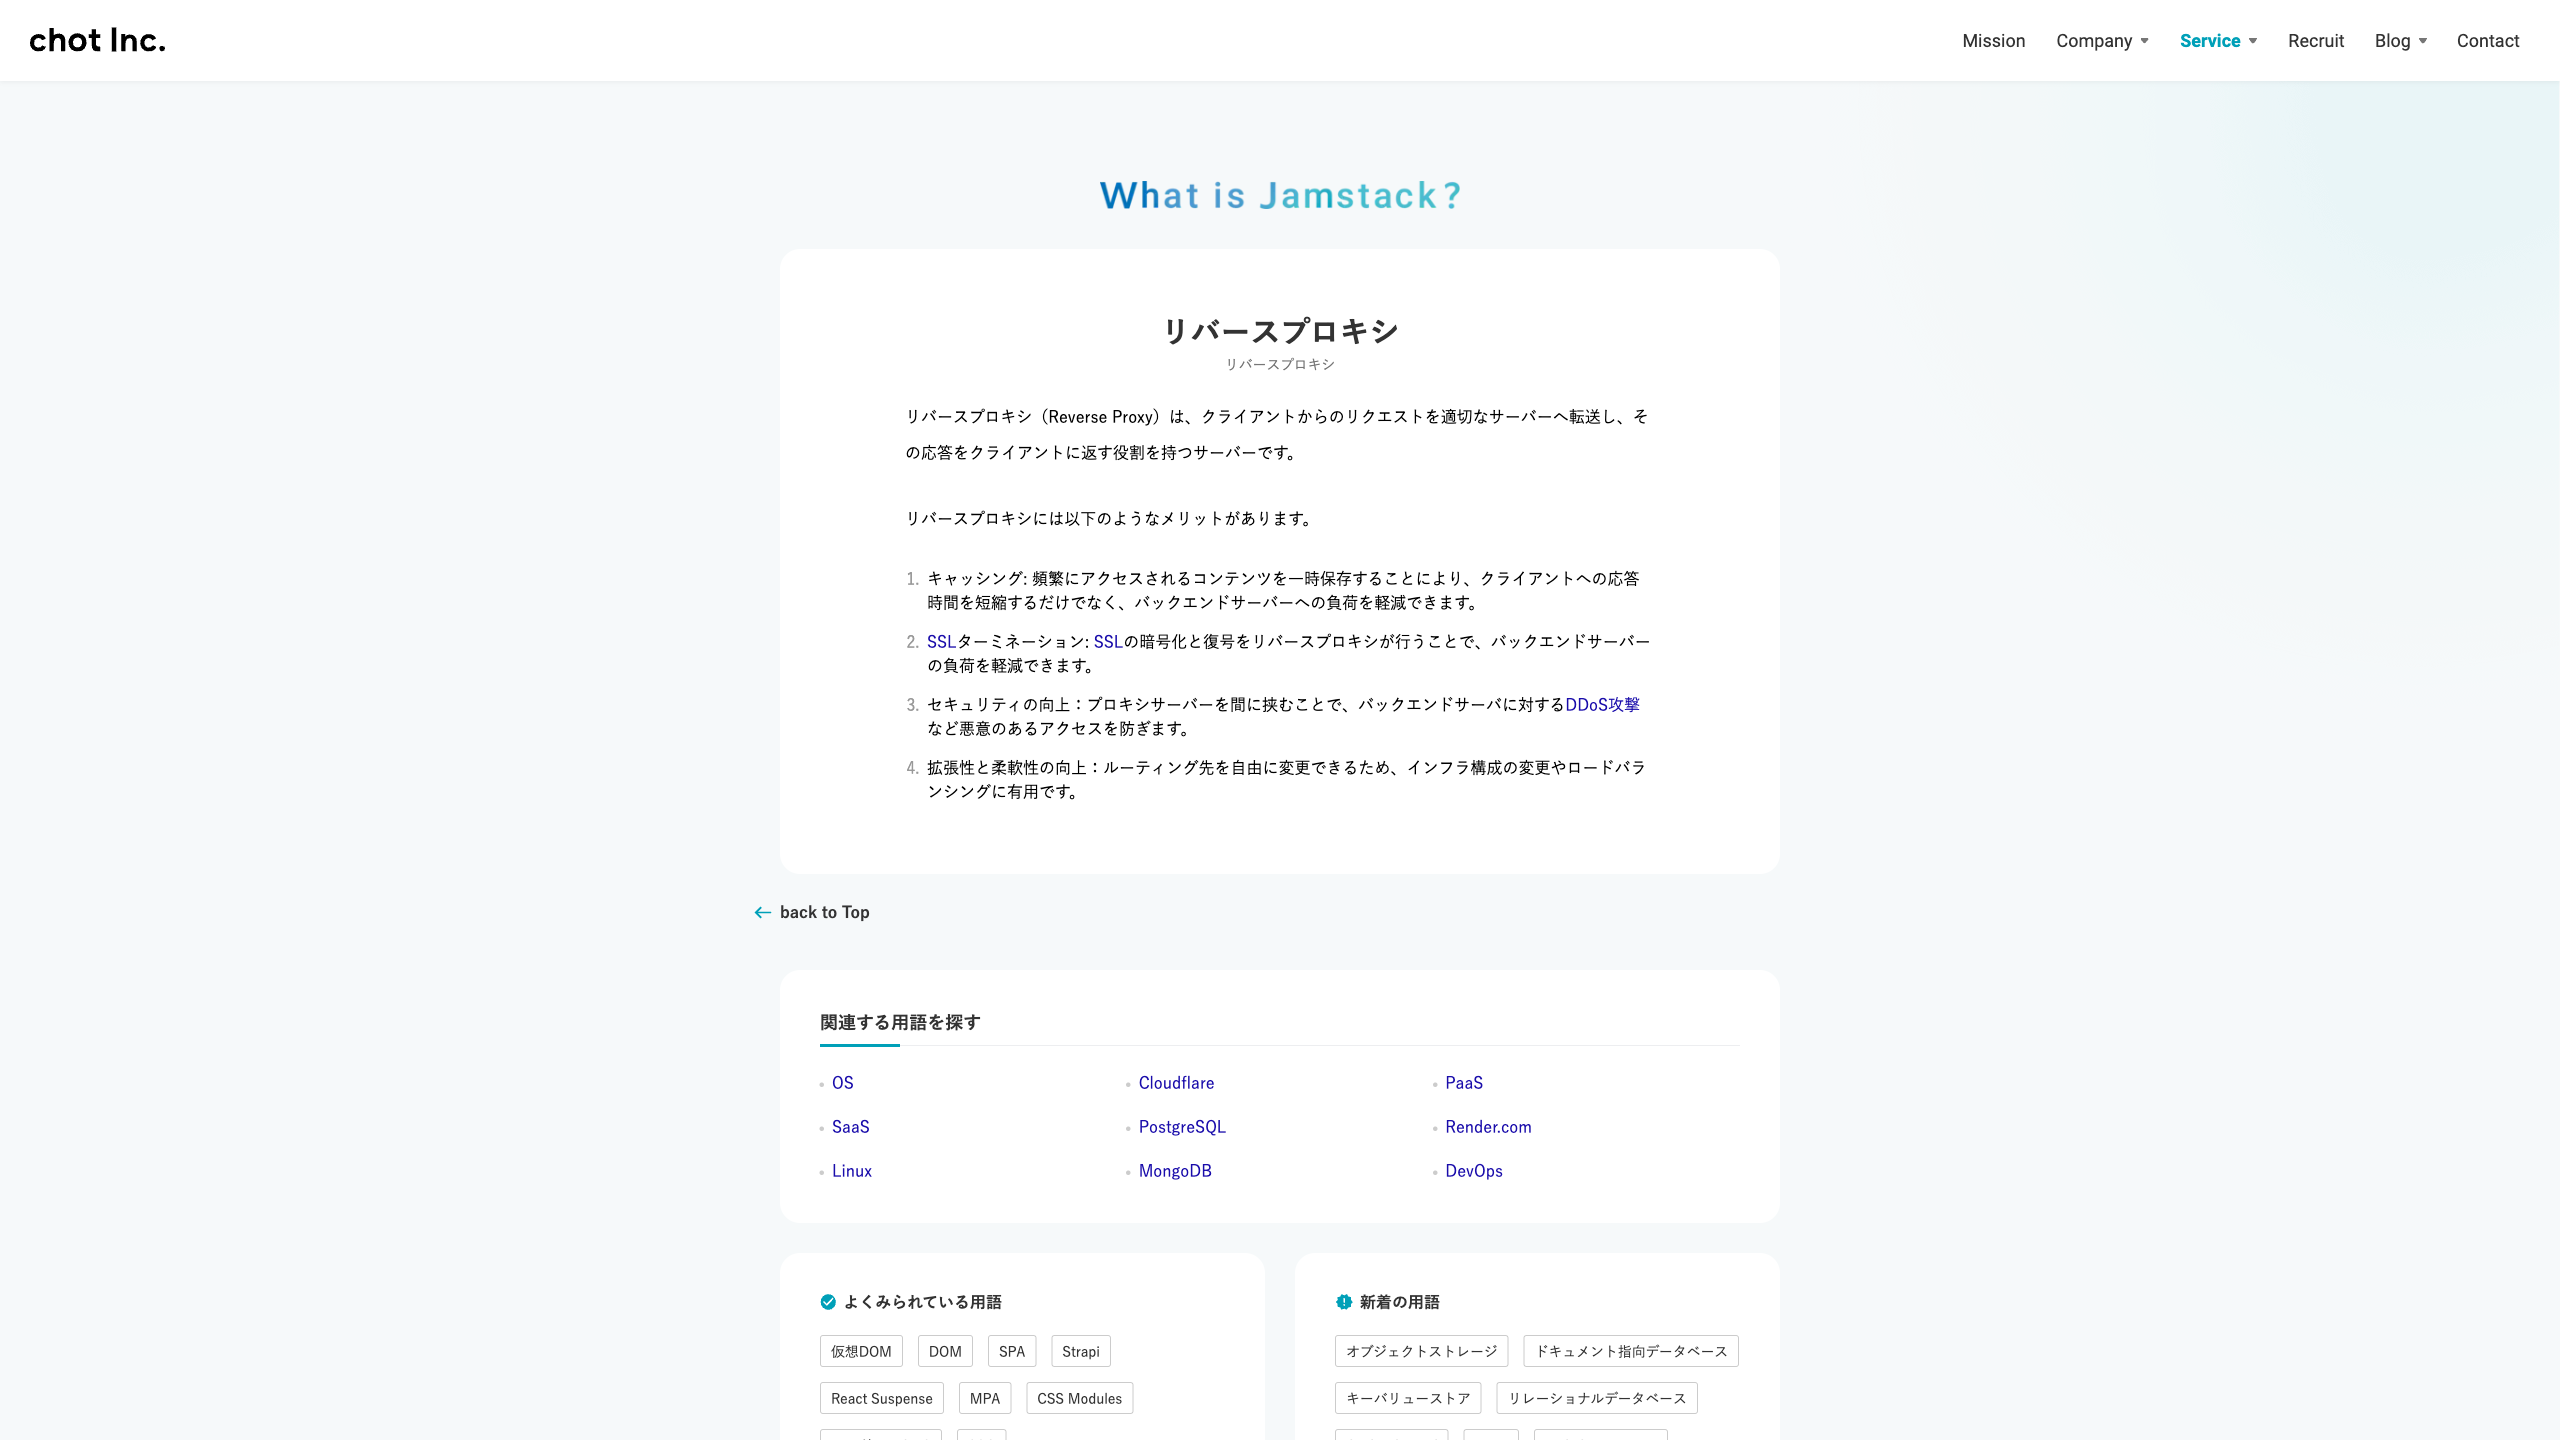 chot Inc.
Mission
Company
Service
Recruit
Blog
Contact
What is Jamstack?
リバースプロキシ
リバースプロキシ
リバースプロキシ（Reverse Proxy）は、クライアントからのリクエストを適切なサーバーへ転送し、そ
の応答をクライアントに返す役割を持つサーバーです。
リバースプロキシには以下のようなメリットがあります。
1. キャッシング: 頻繁にアクセスされるコンテンツを一時保存することにより、クライアントへの応答
時間を短縮するだけでなく、バックエンドサーバーへの負荷を軽減できます。
2. SSLターミネーション: SSLの暗号化と復号をリバースプロキシが行うことで、バックエンドサーバー
の負荷を軽減できます。
3. セキュリティの向上：プロキシサーバーを間に挟むことで、バックエンドサーバに対するDDoS攻撃
など悪意のあるアクセスを防ぎます。
4. 拡張性と柔軟性の向上：ルーティング先を自由に変更できるため、インフラ構成の変更やロードバラ
ンシングに有用です。
back to Top
関連する用語を探す
OS
Cloudflare
PaaS
SaaS
PostgreSQL
Render.com
Linux
MongoDB
DevOps
よくみられている用語
仮想DOM
DOM
SPA
Strapi
React Suspense
MPA
CSS Modules
新着の用語
オブジェクトストレージ
ドキュメント指向データベース
キーバリューストア
リレーショナルデータベース